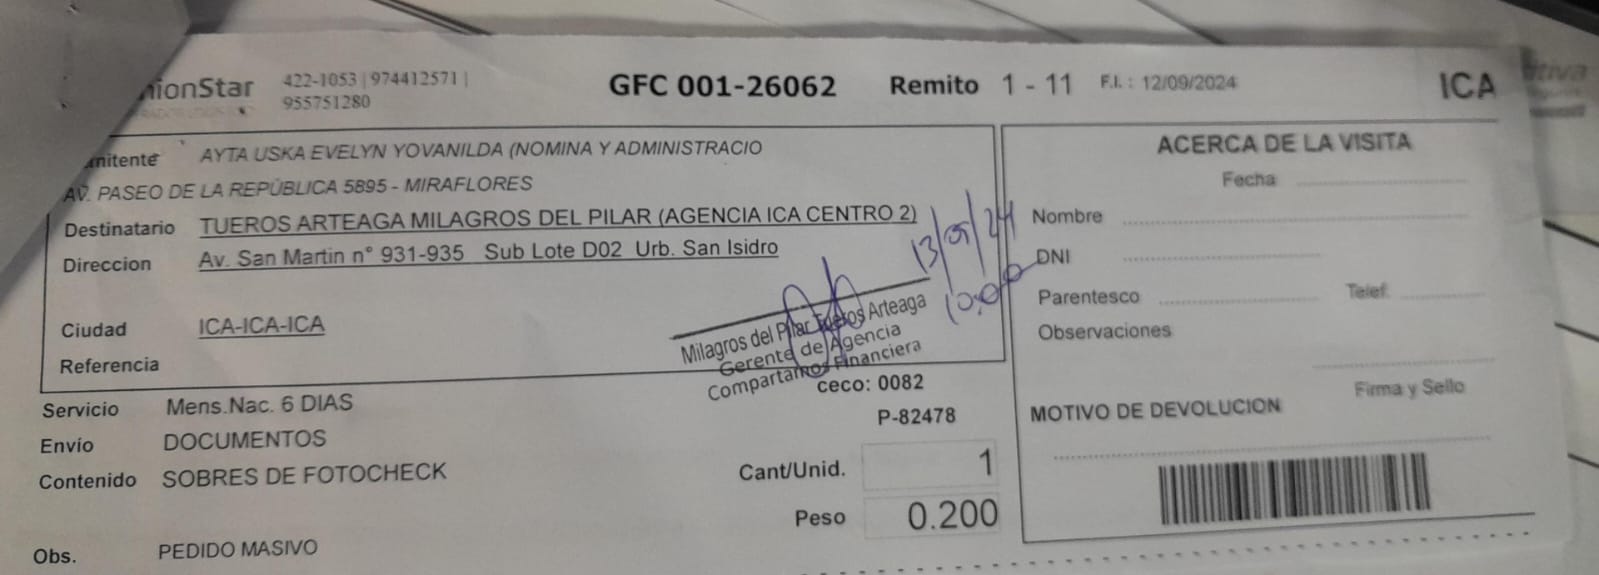 nionStar 422-1053 | 974412571 |
955751280
GFC 001-26062 Remito 1 - 11 F.I. : 12/09/2024 ICA
mitente AYTA USKA EVELYN YOVANILDA (NOMINA Y ADMINISTRACIO
AV. PASEO DE LA REPÚBLICA 5895 - MIRAFLORES
Destinatario TUEROS ARTEAGA MILAGROS DEL PILAR (AGENCIA ICA CENTRO 2)
Direccion Av. San Martin n° 931-935 Sub Lote D02 Urb. San Isidro
Ciudad ICA-ICA-ICA
Referencia
13/09/24
10:00
Milagros del Pilar Tueros Arteaga
Gerente de Agencia
Compartamos Financiera
ceco: 0082
P-82478
Servicio Mens.Nac. 6 DIAS
Envío DOCUMENTOS
Contenido SOBRES DE FOTOCHECK
Cant/Unid. 1
Peso 0.200
Obs. PEDIDO MASIVO
ACERCA DE LA VISITA
Fecha
Nombre
DNI
Parentesco Telef.
Observaciones
Firma y Sello
MOTIVO DE DEVOLUCION